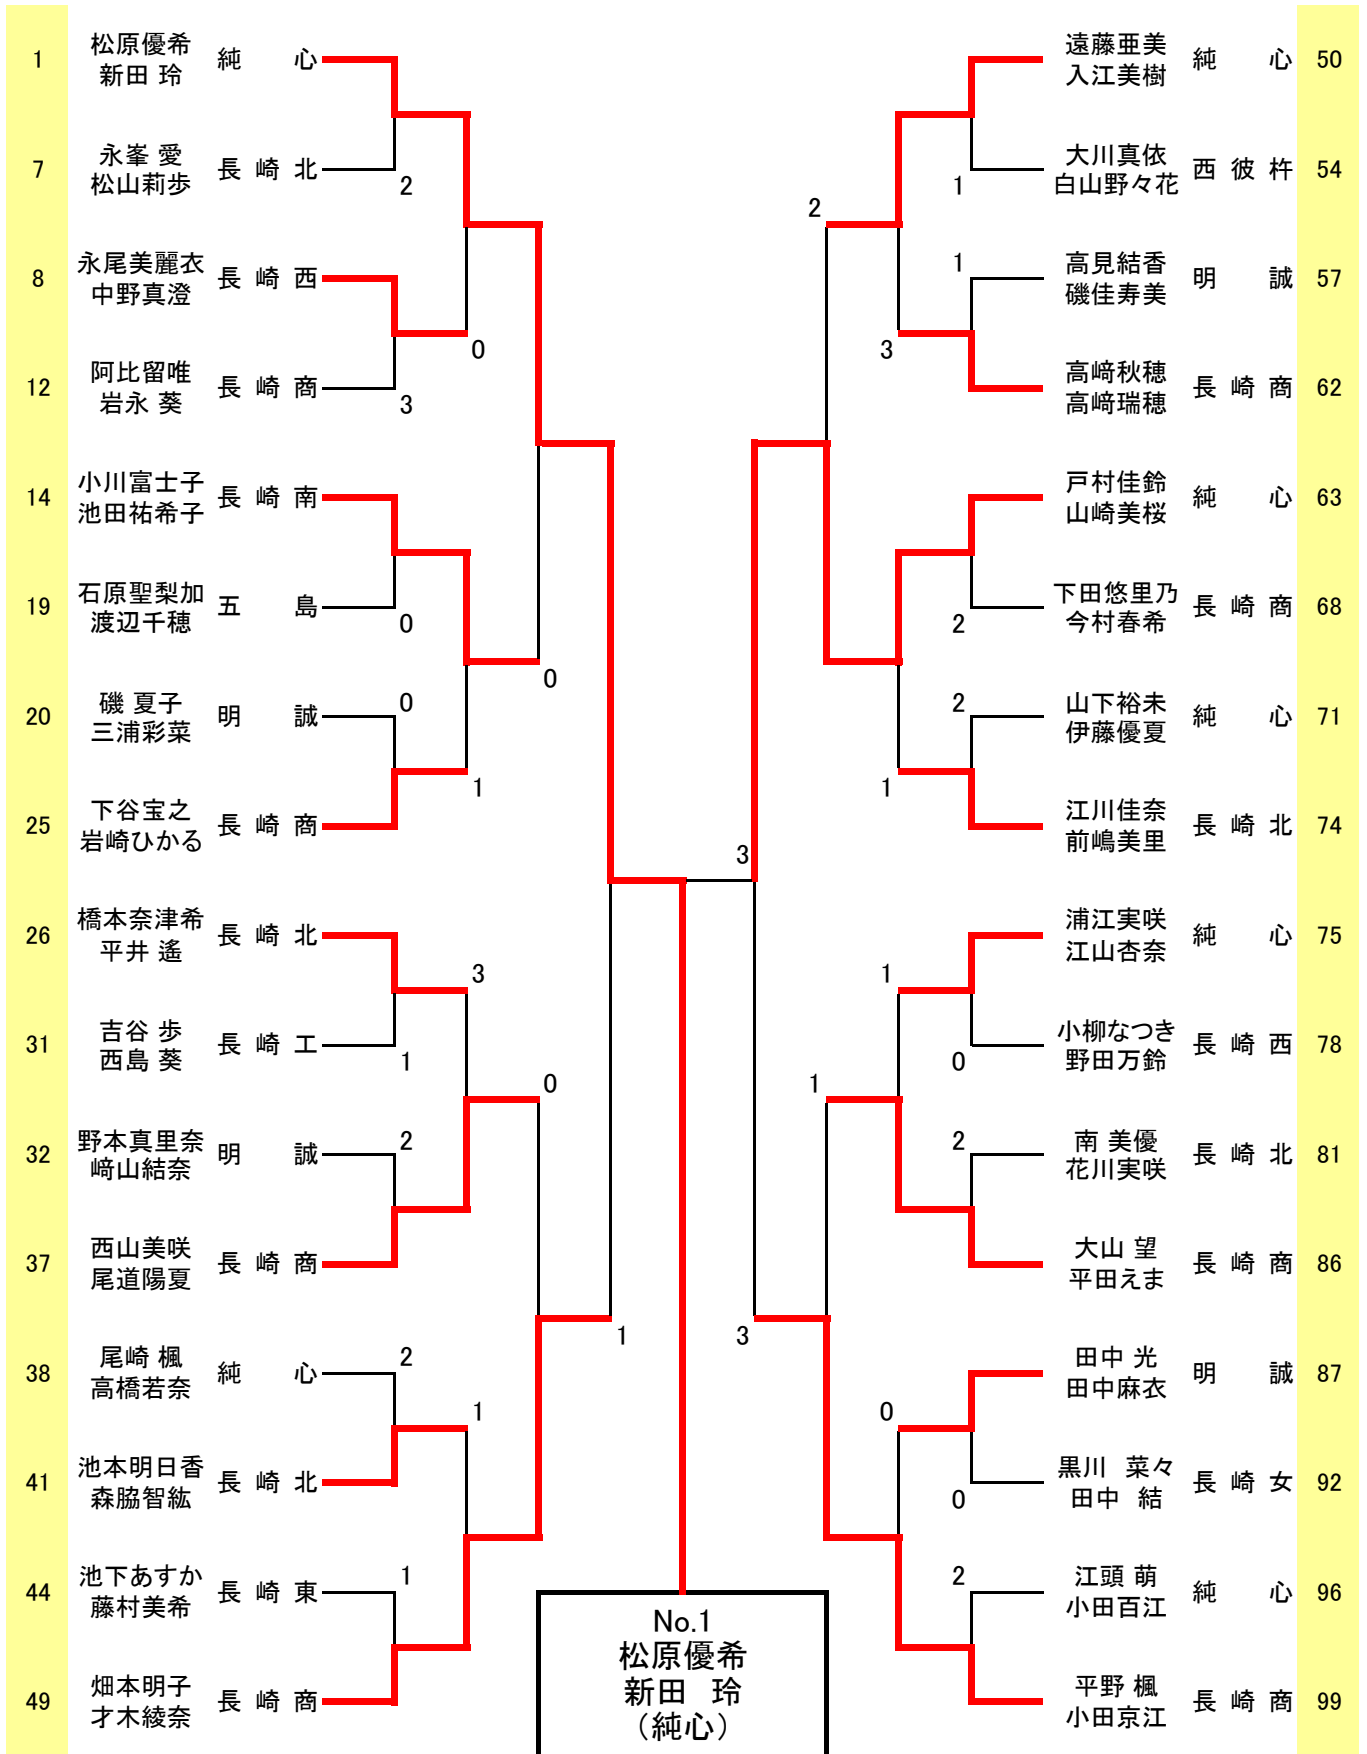 1 松原優希 純 心
新田 玲
7 永峯 愛 長崎北
松山莉歩
2
8 永尾美麗衣 長崎西
中野真澄
0
12 阿比留唯 長崎商
岩永 葵
3
14 小川富士子 長崎南
池田祐希子
19 石原聖梨加 五 島
渡辺千穂
0
0
20 磯 夏子 明 誠
三浦彩菜
0
1
25 下谷宝之 長崎商
岩崎ひかる
26 橋本奈津希 長崎北
平井 遙
3
31 吉谷 歩 長崎工
西島 葵
1
0
32 野本真里奈 明 誠
﨑山結奈
2
37 西山美咲 長崎商
尾道陽夏
1
38 尾崎 楓 純 心
高橋若奈
2
1
41 池本明日香 長崎北
森脇智紘
44 池下あすか 長崎東
藤村美希
1
49 畑本明子 長崎商
才木綾奈
遠藤亜美 純 心 50
入江美樹
大川真依 西彼杵 54
白山野々花
1
2
高見結香 明 誠 57
磯佳寿美
1
3
高﨑秋穂 長崎商 62
高﨑瑞穂
戸村佳鈴 純 心 63
山崎美桜
下田悠里乃 長崎商 68
今村春希
2
山下裕未 純 心 71
伊藤優夏
2
1
江川佳奈 長崎北 74
前嶋美里
3
浦江実咲 純 心 75
江山杏奈
1
小柳なつき 長崎西 78
野田万鈴
0
1
南 美優 長崎北 81
花川実咲
2
大山 望 長崎商 86
平田えま
3
田中 光 明 誠 87
田中麻衣
0
黒川 菜々 長崎女 92
田中 結
0
江頭 萌 純 心 96
小田百江
2
平野 楓 長崎商 99
小田京江
No.1
松原優希
新田 玲
（純心）